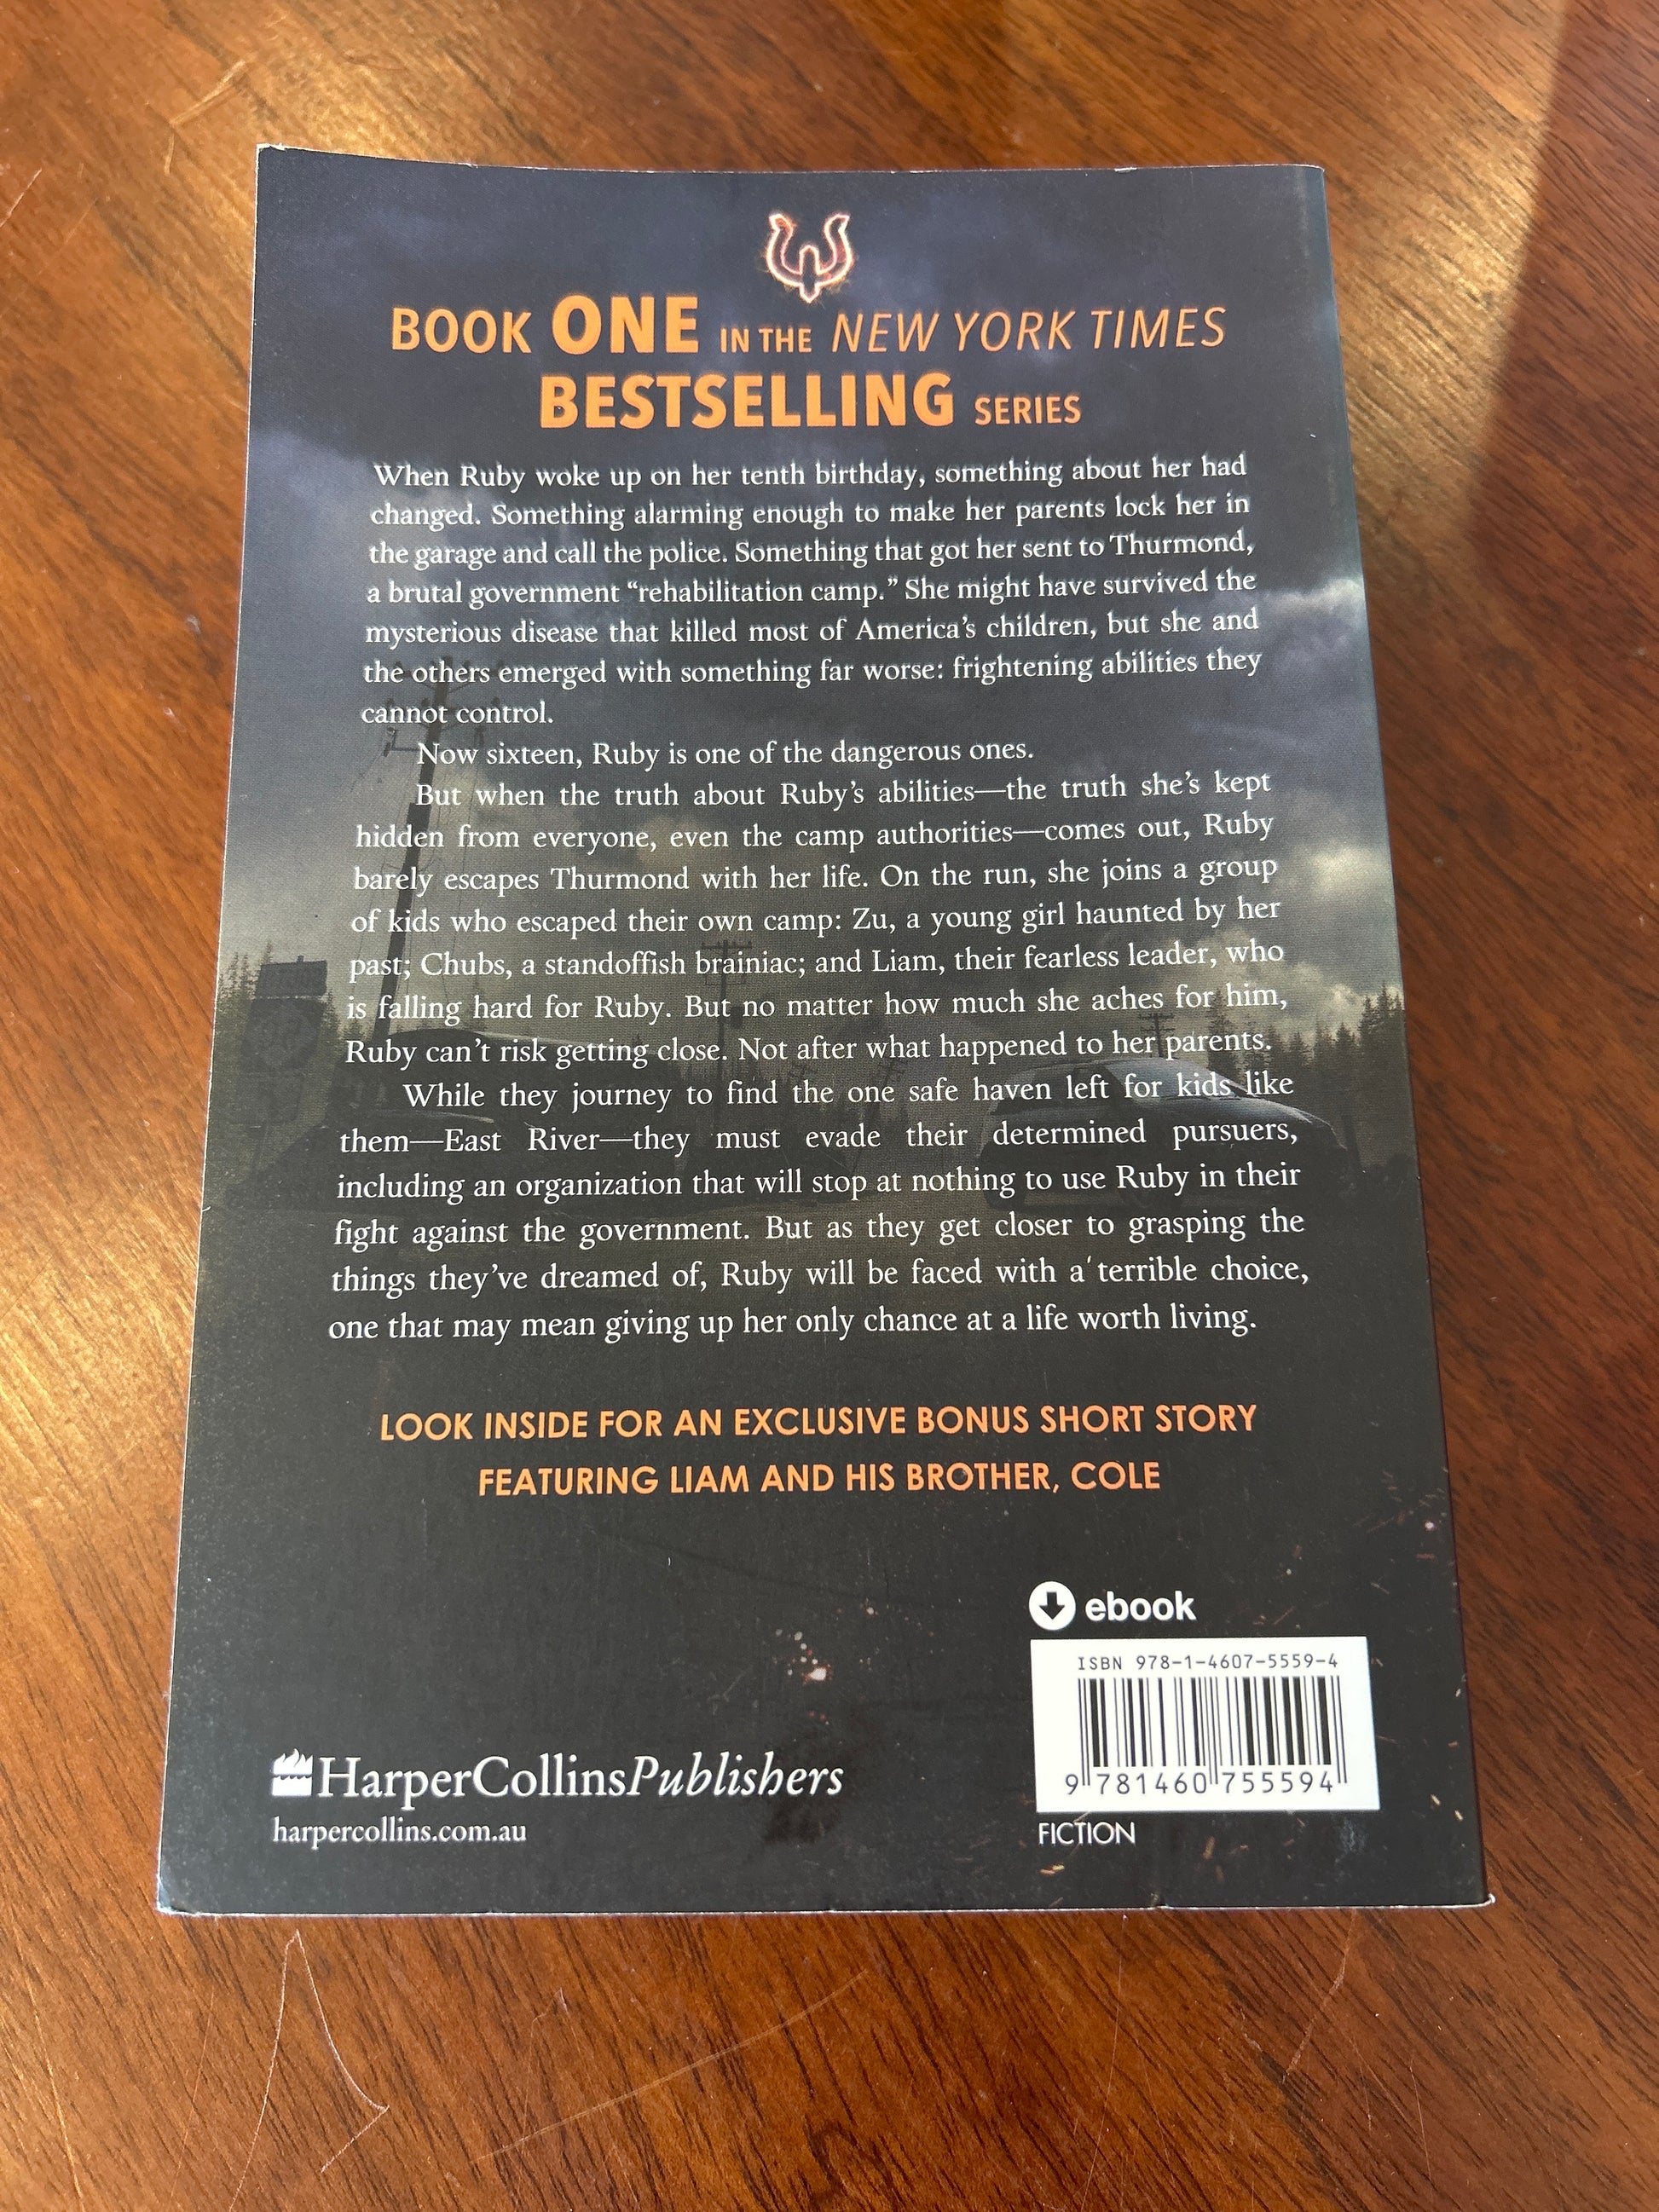 BOOK ONE IN THE NEW YORK TIMES
BESTSELLING SERIES
When Ruby woke up on her tenth birthday, something about her had
changed. Something alarming enough to make her parents lock her in
the garage and call the police. Something that got her sent to Thurmond,
a brutal government “rehabilitation camp.” She might have survived the
mysterious disease that killed most of America’s children, but she and
the others emerged with something far worse: frightening abilities they
cannot control.
Now sixteen, Ruby is one of the dangerous ones.
But when the truth about Ruby’s abilities—the truth she’s kept
hidden from everyone, even the camp authorities—comes out, Ruby
barely escapes Thurmond with her life. On the run, she joins a group
of kids who escaped their own camp: Zu, a young girl haunted by her
past; Chubs, a standoffish brainiac; and Liam, their fearless leader, who
is falling hard for Ruby. But no matter how much she aches for him,
Ruby can’t risk getting close. Not after what happened to her parents.
While they journey to find the one safe haven left for kids like
them—East River—they must evade their determined pursuers,
including an organization that will stop at nothing to use Ruby in their
fight against the government. But as they get closer to grasping the
things they’ve dreamed of, Ruby will be faced with a terrible choice,
one that may mean giving up her only chance at a life worth living.
LOOK INSIDE FOR AN EXCLUSIVE BONUS SHORT STORY
FEATURING LIAM AND HIS BROTHER, COLE
ebook
ISBN 978-1-4607-5559-4
9 781460 755594
HarperCollinsPublishers
harpercollins.com.au
FICTION